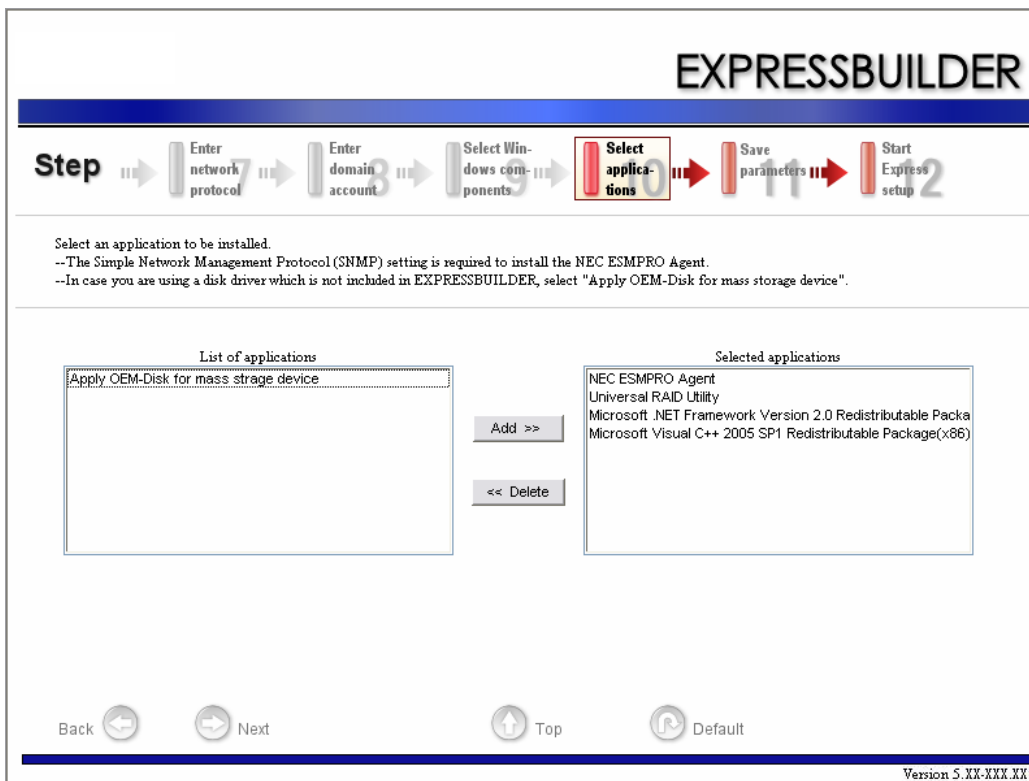 EXPRESSBUILDER
Step
Enter
network
protocol
7
Enter
domain
account
8
Select Win-
dows com-
ponents
9
Select
applica-
tions
10
Save
parameters
11
Start
Express
setup
12
Select an application to be installed.
--The Simple Network Management Protocol (SNMP) setting is required to install the NEC ESMPRO Agent.
--In case you are using a disk driver which is not included in EXPRESSBUILDER, select "Apply OEM-Disk for mass storage device".
List of applications
Apply OEM-Disk for mass strage device
Add >>
<< Delete
Selected applications
NEC ESMPRO Agent
Universal RAID Utility
Microsoft .NET Framework Version 2.0 Redistributable Packa
Microsoft Visual C++ 2005 SP1 Redistributable Package(x86)
Back
Next
Top
Default
Version 5.XX-XXX.XX